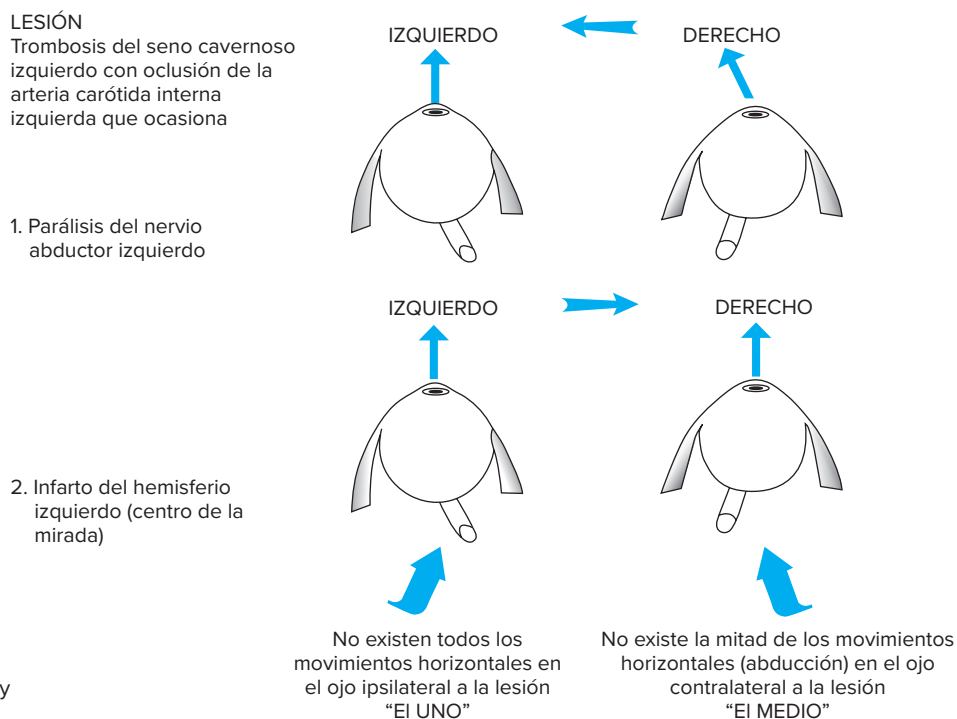 LESIÓN
Trombosis del seno cavernoso
izquierdo con oclusión de la
arteria carótida interna
izquierda que ocasiona
IZQUIERDO
DERECHO
1. Parálisis del nervio
abductor izquierdo
IZQUIERDO
DERECHO
2. Infarto del hemisferio
izquierdo (centro de la
mirada)
No existen todos los
movimientos horizontales en
el ojo ipsilateral a la lesión
“El UNO”
No existe la mitad de los movimientos
horizontales (abducción) en el ojo
contralateral a la lesión
“El MEDIO”
y